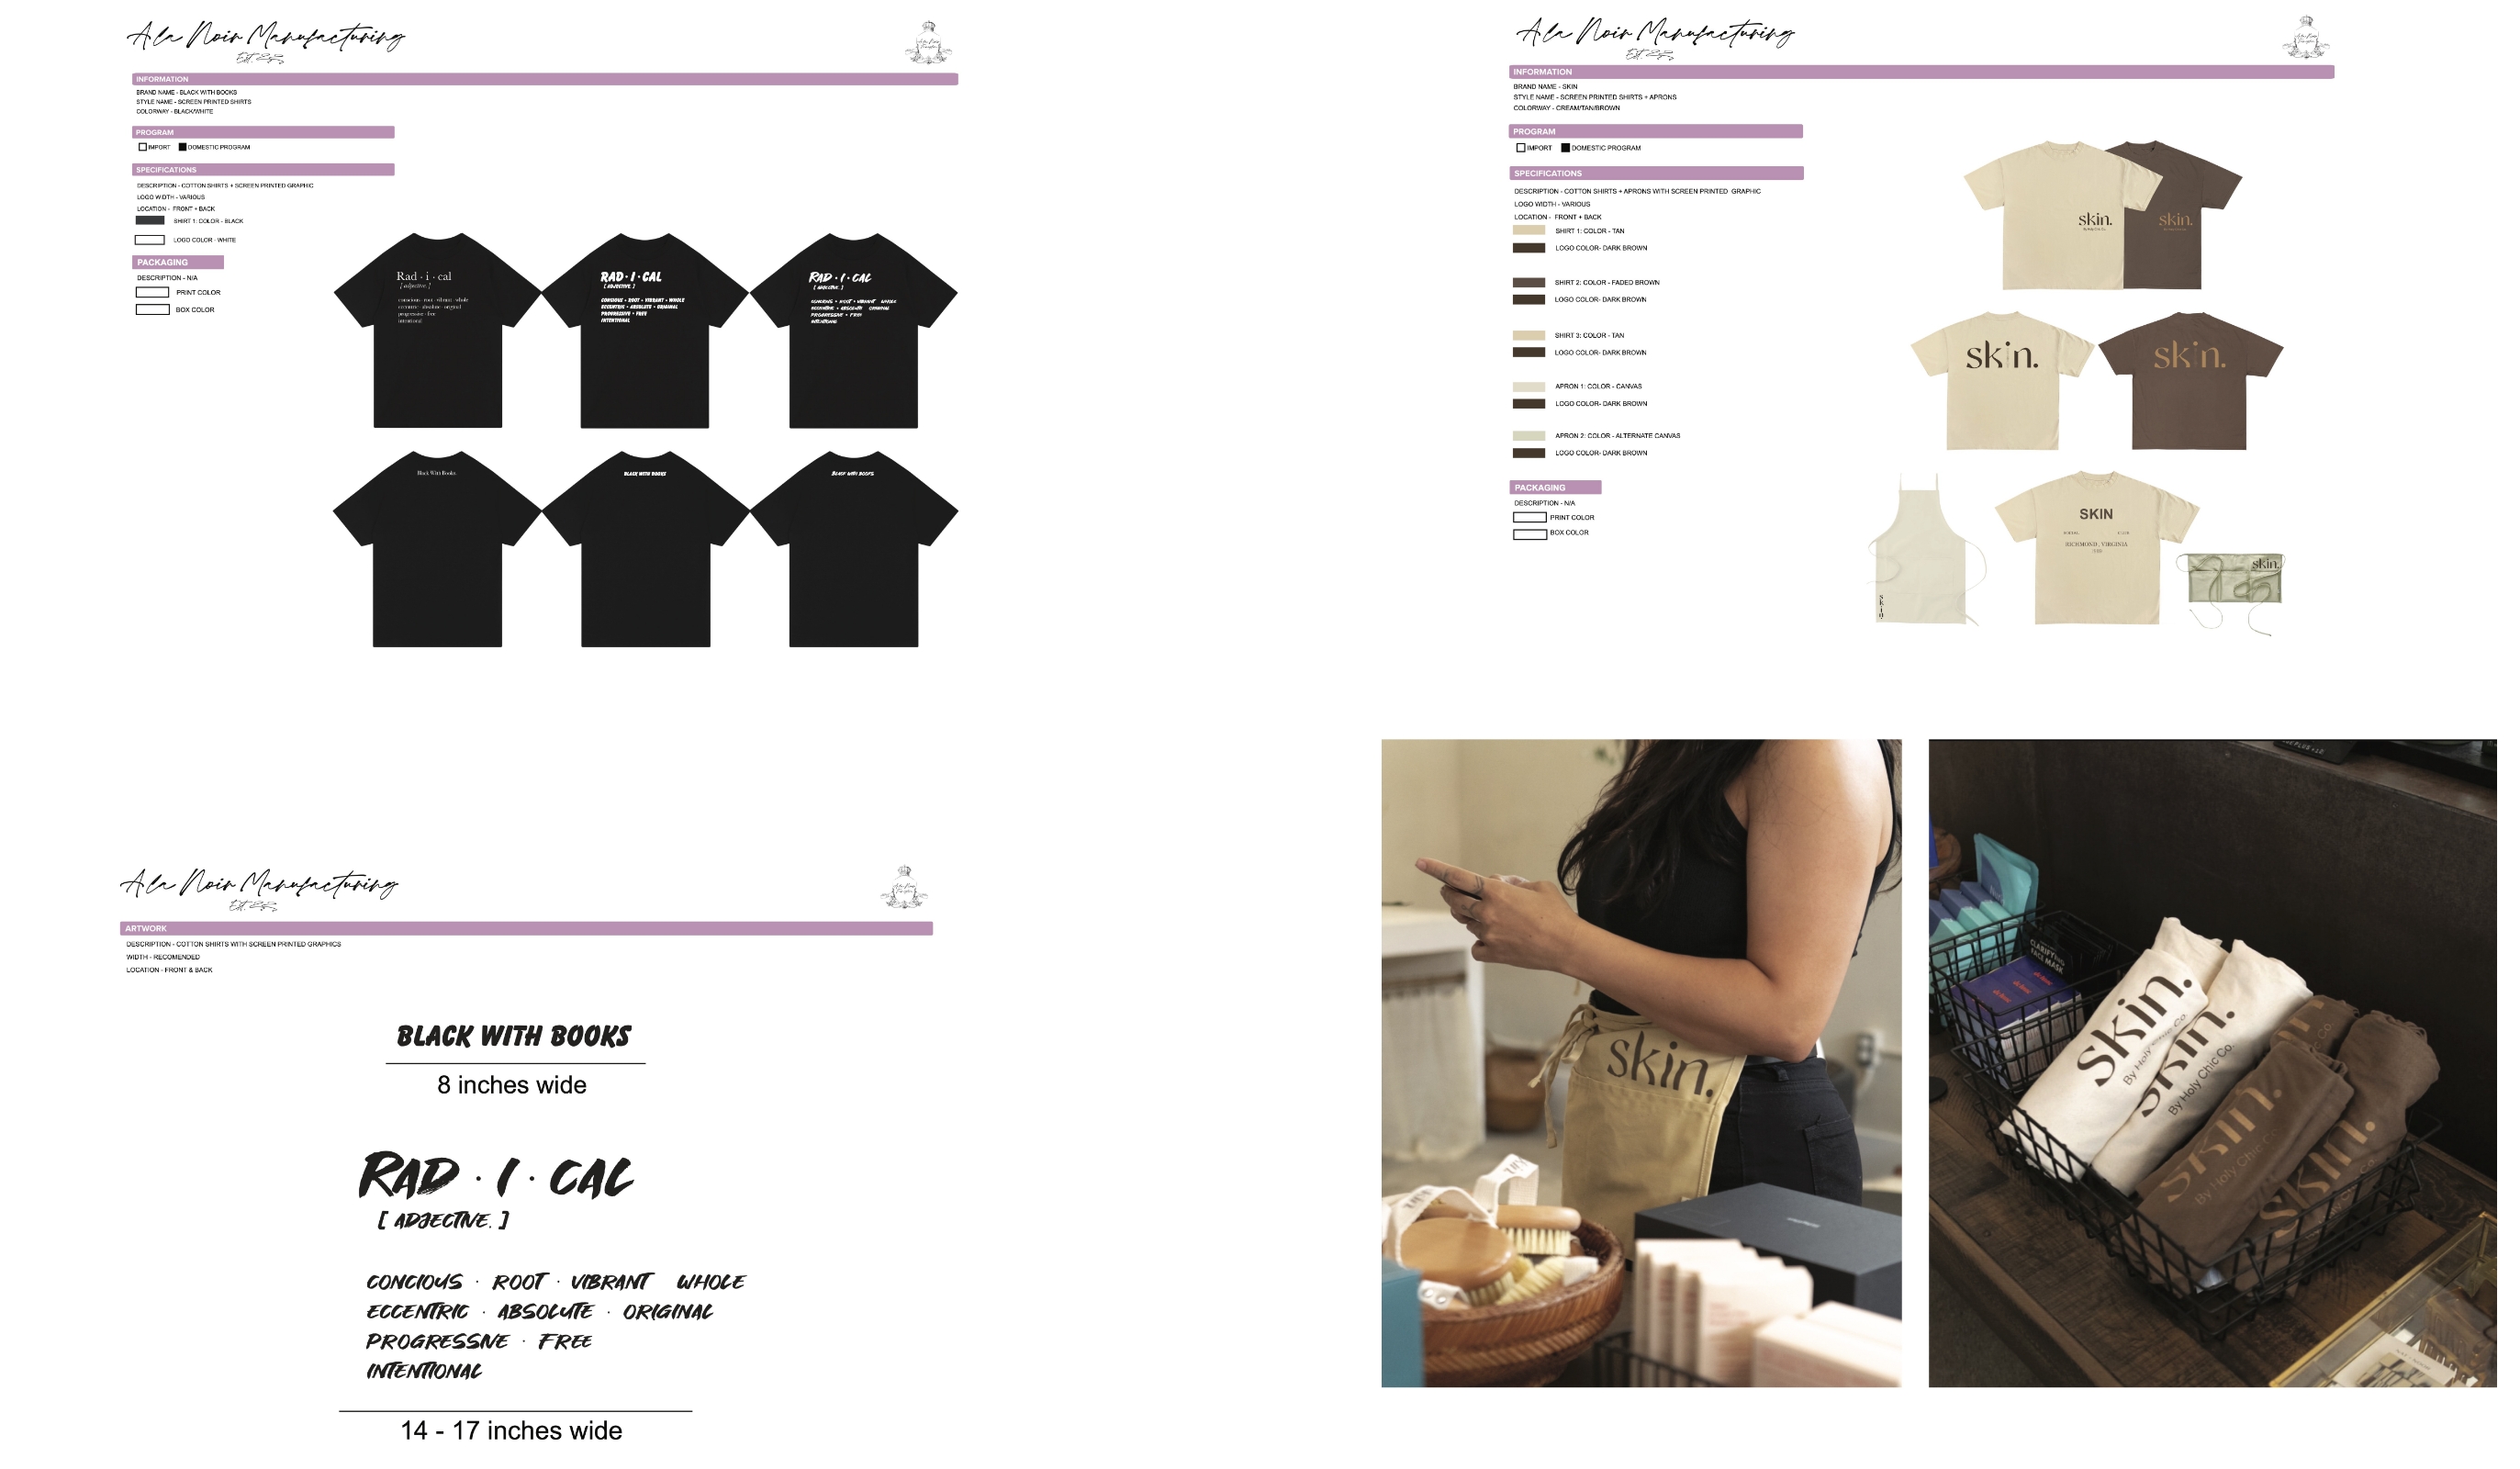 Ala Noir Manufacturing
INFORMATION
BRAND NAME - BLACK WITH BOOKS
STYLE NAME - SCREEN PRINTED SHIRTS
COLORWAY - BLACK/WHITE
PROGRAM
IMPORT DOMESTIC PROGRAM
SPECIFICATIONS
DESCRIPTION - COTTON SHIRTS + SCREEN PRINTED GRAPHIC
LOGO WIDTH - VARIOUS
LOCATION - FRONT + BACK
SHIRT 1: COLOR - BLACK
LOGO COLOR - WHITE
PACKAGING
DESCRIPTION - N/A
PRINT COLOR
BOX COLOR
Rad · i · cal
[ adjective. ]
concious · root · vibrant · whole
eccentric · absolute · original
progressive · free
intentional
RAD · I · CAL
[ ADJECTIVE. ]
CONCIOUS · ROOT · VIBRANT · WHOLE
ECCENTRIC · ABSOLUTE · ORIGINAL
PROGRESSIVE · FREE
INTENTIONAL
RAD · I · CAL
[ ADJECTIVE. ]
CONCIOUS · ROOT · VIBRANT WHOLE
ECCENTRIC · ABSOLUTE ORIGINAL
PROGRESSIVE · FREE
INTENTIONAL
Black With Books.
BLACK WITH BOOKS
BLACK WITH BOOKS
Ala Noir Manufacturing
INFORMATION
BRAND NAME - SKIN
STYLE NAME - SCREEN PRINTED SHIRTS + APRONS
COLORWAY - CREAM/TAN/BROWN
PROGRAM
IMPORT DOMESTIC PROGRAM
SPECIFICATIONS
DESCRIPTION - COTTON SHIRTS + APRONS WITH SCREEN PRINTED GRAPHIC
LOGO WIDTH - VARIOUS
LOCATION - FRONT + BACK
SHIRT 1: COLOR - TAN
LOGO COLOR- DARK BROWN
SHIRT 2: COLOR - FADED BROWN
LOGO COLOR- DARK BROWN
SHIRT 3: COLOR - TAN
LOGO COLOR- DARK BROWN
APRON 1: COLOR - CANVAS
LOGO COLOR- DARK BROWN
APRON 2: COLOR - ALTERNATE CANVAS
LOGO COLOR- DARK BROWN
PACKAGING
DESCRIPTION - N/A
PRINT COLOR
BOX COLOR
skin.
skin.
skin.
skin.
skin.
SKIN
RICHMOND, VIRGINIA
skin.
Ala Noir Manufacturing
ARTWORK
DESCRIPTION - COTTON SHIRTS WITH SCREEN PRINTED GRAPHICS
WIDTH - RECOMENDED
LOCATION - FRONT & BACK
BLACK WITH BOOKS
8 inches wide
RAD · I · CAL
[ ADJECTIVE. ]
CONCIOUS · ROOT · VIBRANT WHOLE
ECCENTRIC · ABSOLUTE · ORIGINAL
PROGRESSIVE · FREE
INTENTIONAL
14 - 17 inches wide
skin.
CLARIFYING
FACE MASK
skin.
By Holy Chic Co.
skin.
By Holy Chic Co.
skin.
By Holy Chic Co.
skin.